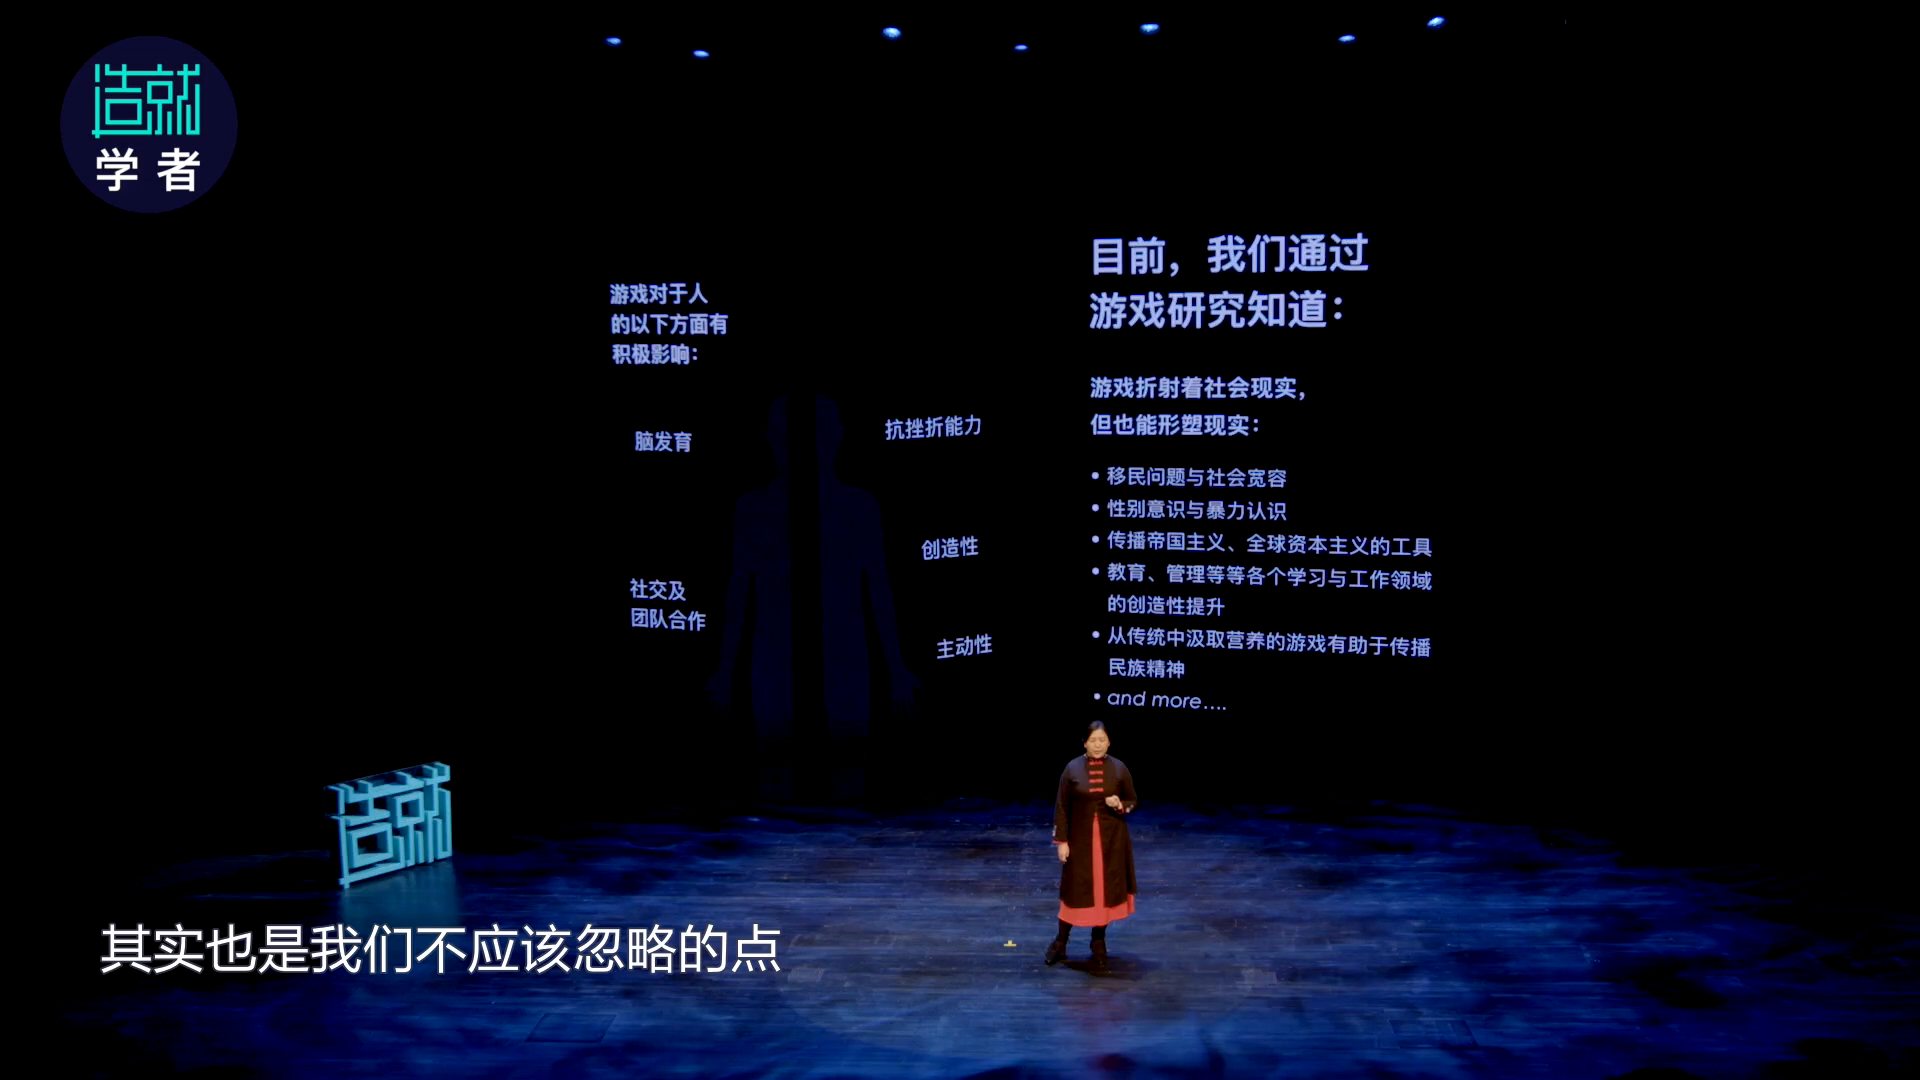 造就
学者
目前，我们通过
游戏研究知道：
游戏对于人
的以下方面有
积极影响：
脑发育
抗挫折能力
创造性
社交及
团队合作
主动性
游戏折射着社会现实，
但也能形塑现实：
• 移民问题与社会宽容
• 性别意识与暴力认识
• 传播帝国主义、全球资本主义的工具
• 教育、管理等等各个学习与工作领域
的创造性提升
• 从传统中汲取营养的游戏有助于传播
民族精神
• and more....
造就
其实也是我们不应该忽略的点